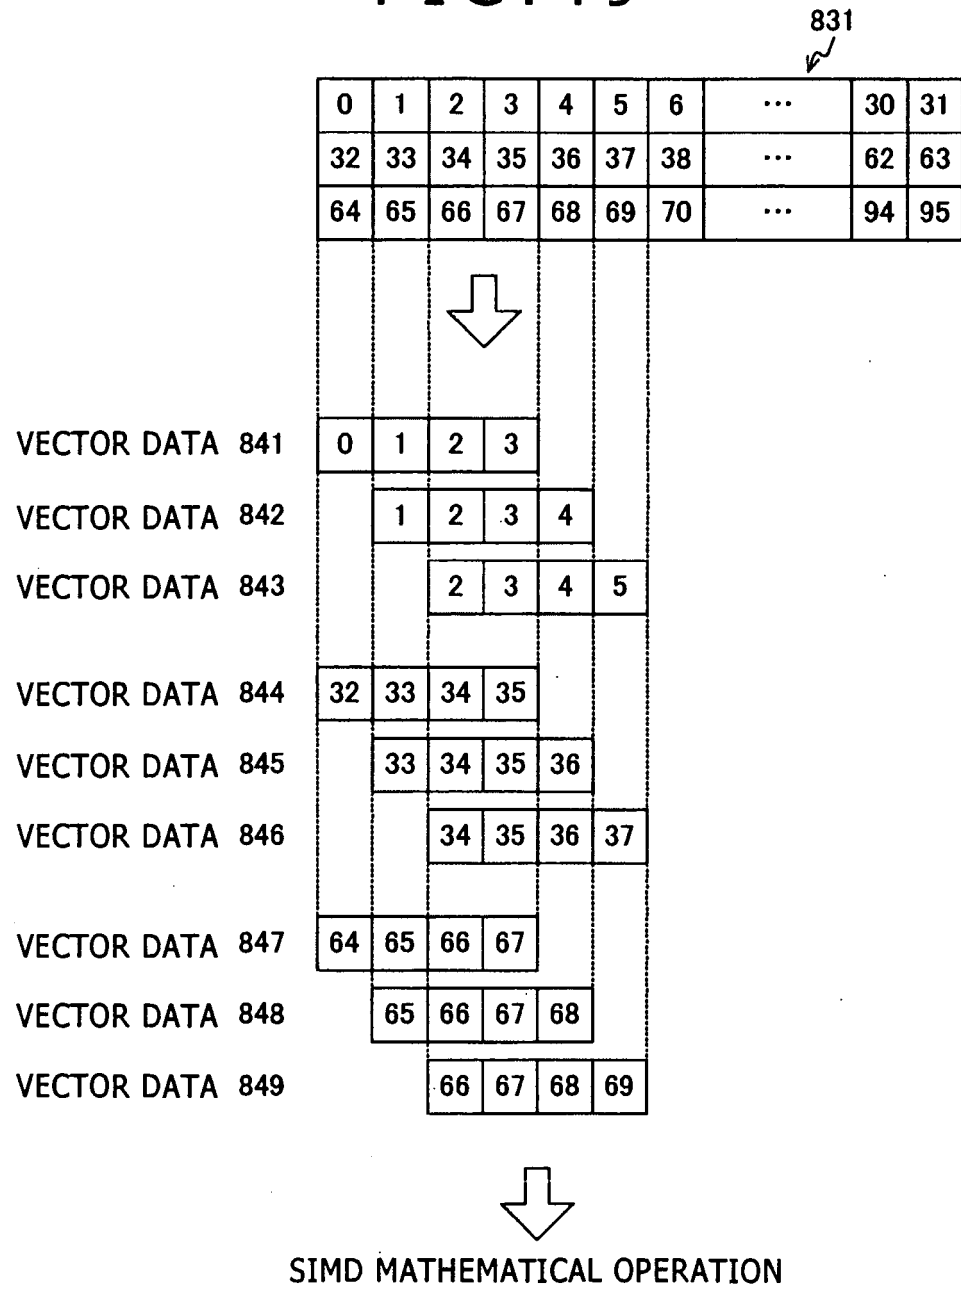 831
0 1 2 3 4 5 6 ... 30 31
32 33 34 35 36 37 38 ... 62 63
64 65 66 67 68 69 70 ... 94 95
VECTOR DATA 841 0 1 2 3
VECTOR DATA 842 1 2 3 4
VECTOR DATA 843 2 3 4 5
VECTOR DATA 844 32 33 34 35
VECTOR DATA 845 33 34 35 36
VECTOR DATA 846 34 35 36 37
VECTOR DATA 847 64 65 66 67
VECTOR DATA 848 65 66 67 68
VECTOR DATA 849 66 67 68 69
SIMD MATHEMATICAL OPERATION